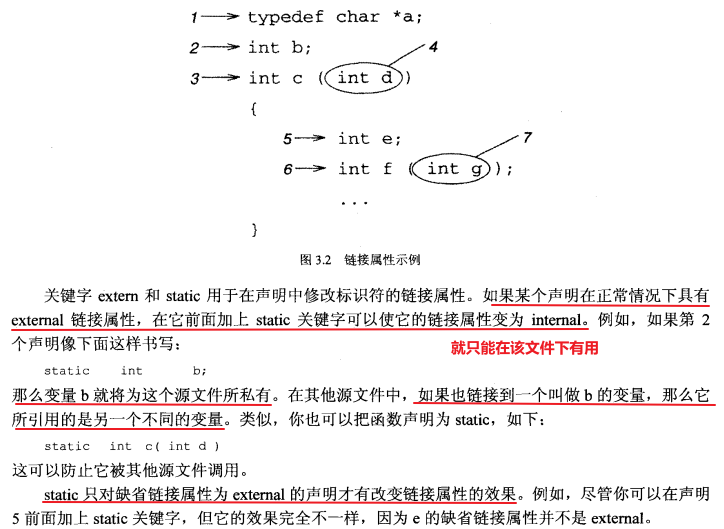 1 typedef char *a;
2 int b;
3 int c ( int d ) 4
{
5 int e;
6 int f ( int g ); 7
...
}
图 3.2 链接属性示例
关键字 extern 和 static 用于在声明中修改标识符的链接属性。如果某个声明在正常情况下具有
external 链接属性，在它前面加上 static 关键字可以使它的链接属性变为 internal。例如，如果第 2
个声明像下面这样书写：
就只能在该文件下有用
static int b;
那么变量 b 就将为这个源文件所私有。在其他源文件中，如果也链接到一个叫做 b 的变量，那么它
所引用的是另一个不同的变量。类似，你也可以把函数声明为 static，如下：
static int c( int d )
这可以防止它被其他源文件调用。
static 只对缺省链接属性为 external 的声明才有改变链接属性的效果。例如，尽管你可以在声明
5 前面加上 static 关键字，但它的效果完全不一样，因为 e 的缺省链接属性并不是 external。